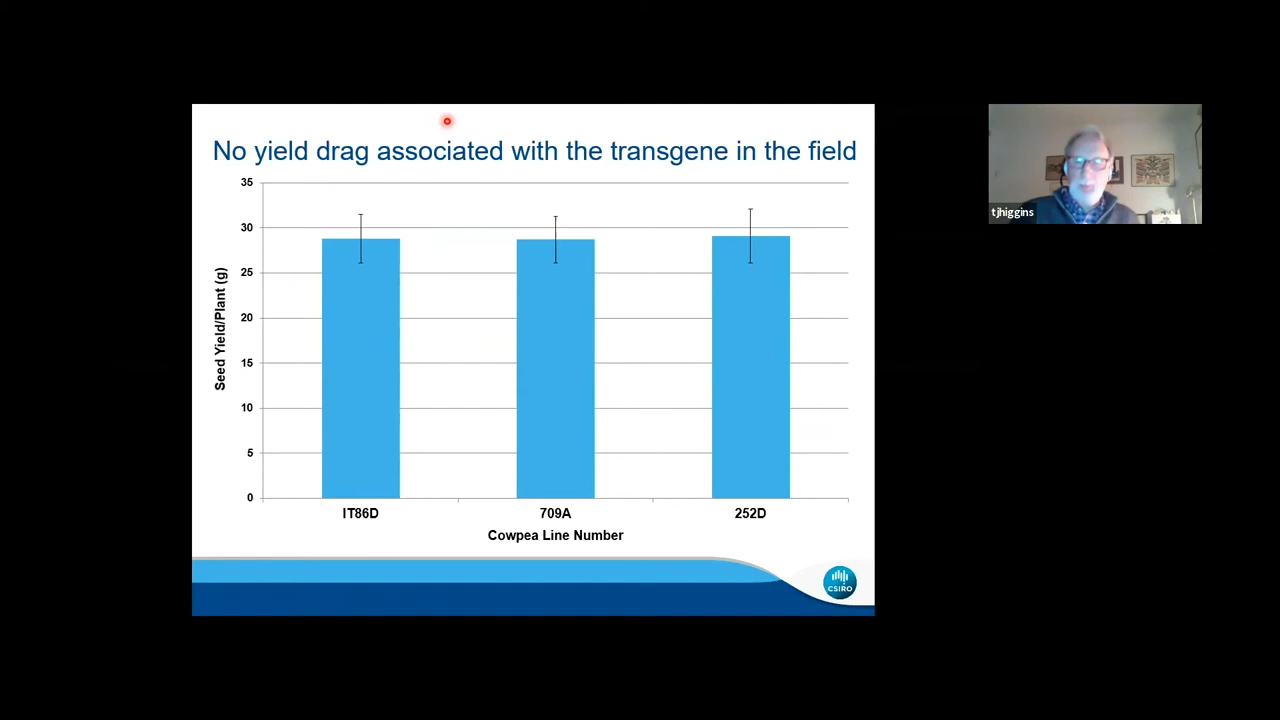 No yield drag associated with the transgene in the field
35
30
25
20
15
10
5
0
Seed Yield/Plant (g)
IT86D
709A
252D
Cowpea Line Number
CSIRO
tjhiggins